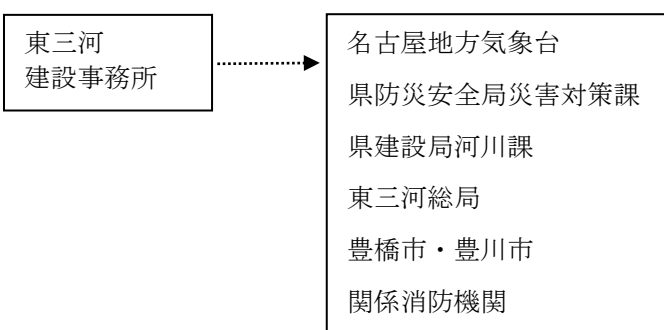 東三河
建設事務所
名古屋地方気象台
県防災安全局災害対策課
県建設局河川課
東三河総局
豊橋市・豊川市
関係消防機関